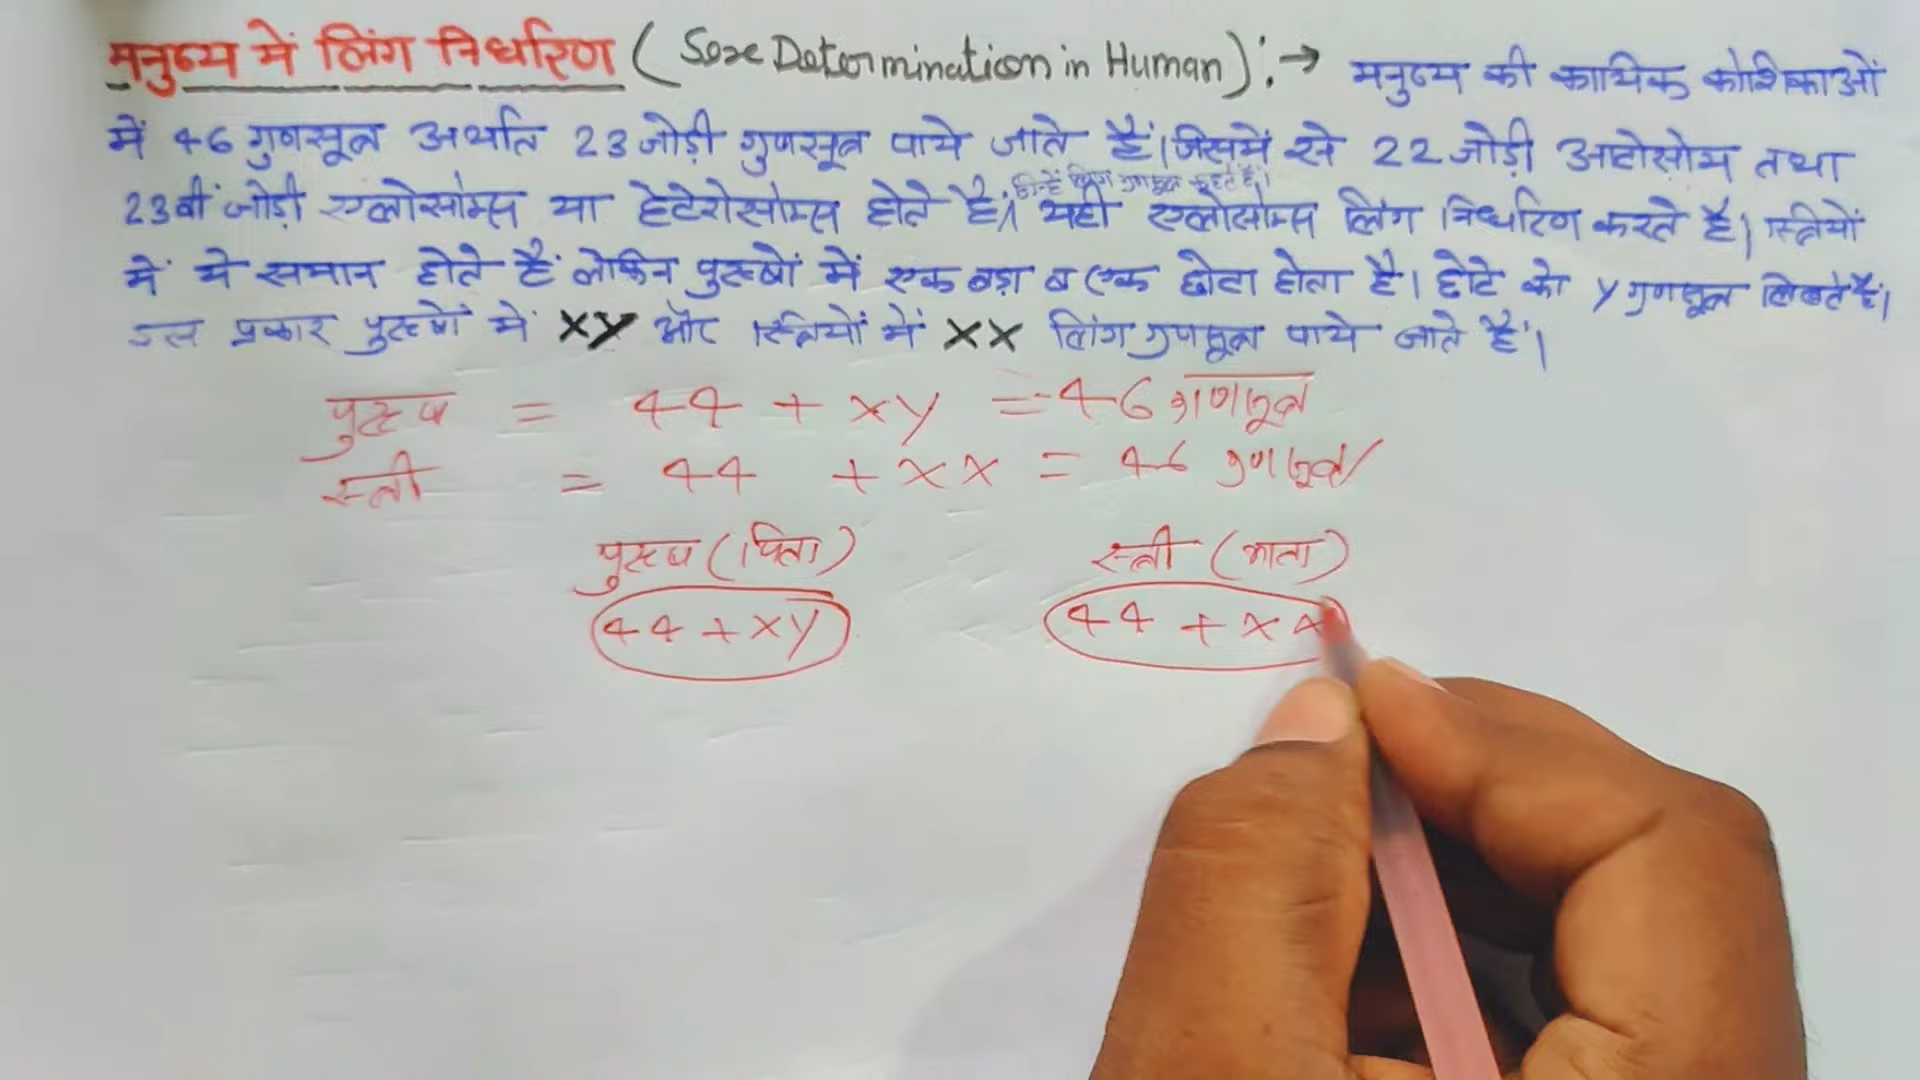 मनुष्य में लिंग निर्धारण (Sex Determination in Human):→ मनुष्य की कायिक कोशिकाओं
में 46 गुणसूत्र अर्थात 23 जोड़ी गुणसूत्र पाये जाते हैं। जिसमें से 22 जोड़ी आटोसोम तथा
जिन्हें लिंग गुणसूत्र कहते हैं।
23वीं जोड़ी एलोसोम्स या हेटेरोसोम्स होते हैं। यही एलोसोम्स लिंग निर्धारण करते है। स्त्रियों
में ये समान होते हैं लेकिन पुरूषों में एक बड़ा व एक छोटा होता है। छोटे को y गुणसूत्र लिखते हैं।
इस प्रकार पुरूषों में XY और स्त्रियों में XX लिंग गुणसूत्र पाये जाते हैं।
पुरूष = 44 + xy = 46 गुणसूत्र
स्त्री = 44 + xx = 46 गुणसूत्र
पुरूष (पिता) स्त्री (माता)
44 + xy 44 + xx